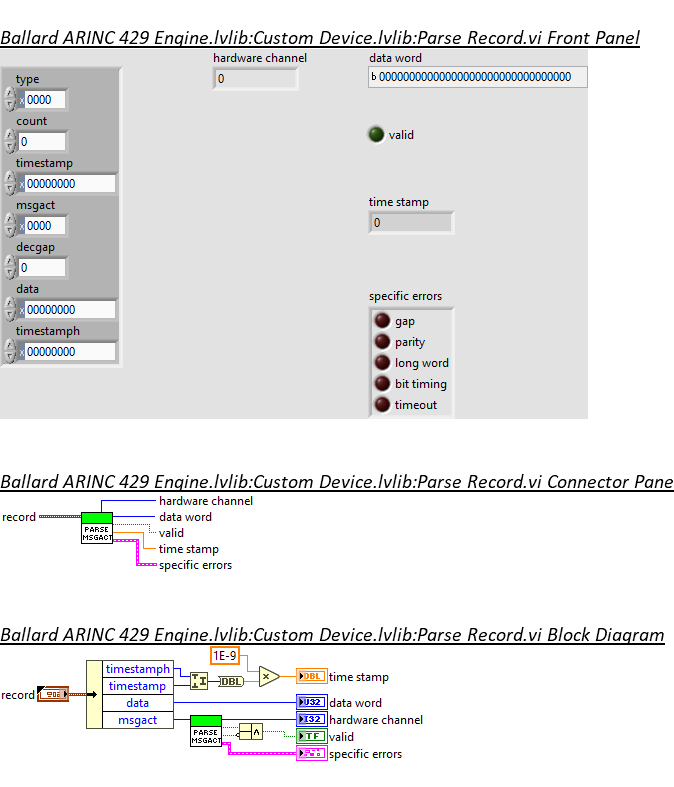 Ballard ARINC 429 Engine.lvlib:Custom Device.lvlib:Parse Record.vi Front Panel
type
x 0000
count
0
timestamp
x 00000000
msgact
x 0000
decgap
0
data
x 00000000
timestamph
x 00000000
hardware channel
0
data word
b 00000000000000000000000000000000
valid
time stamp
0
specific errors
gap
parity
long word
bit timing
timeout
Ballard ARINC 429 Engine.lvlib:Custom Device.lvlib:Parse Record.vi Connector Pane
record
PARSE
MSGACT
hardware channel
data word
valid
time stamp
specific errors
Ballard ARINC 429 Engine.lvlib:Custom Device.lvlib:Parse Record.vi Block Diagram
record
timestamph
timestamp
data
msgact
1E-9
DBL
×
DBL
time stamp
U32
data word
I32
hardware channel
PARSE
MSGACT
∧
TF
valid
specific errors